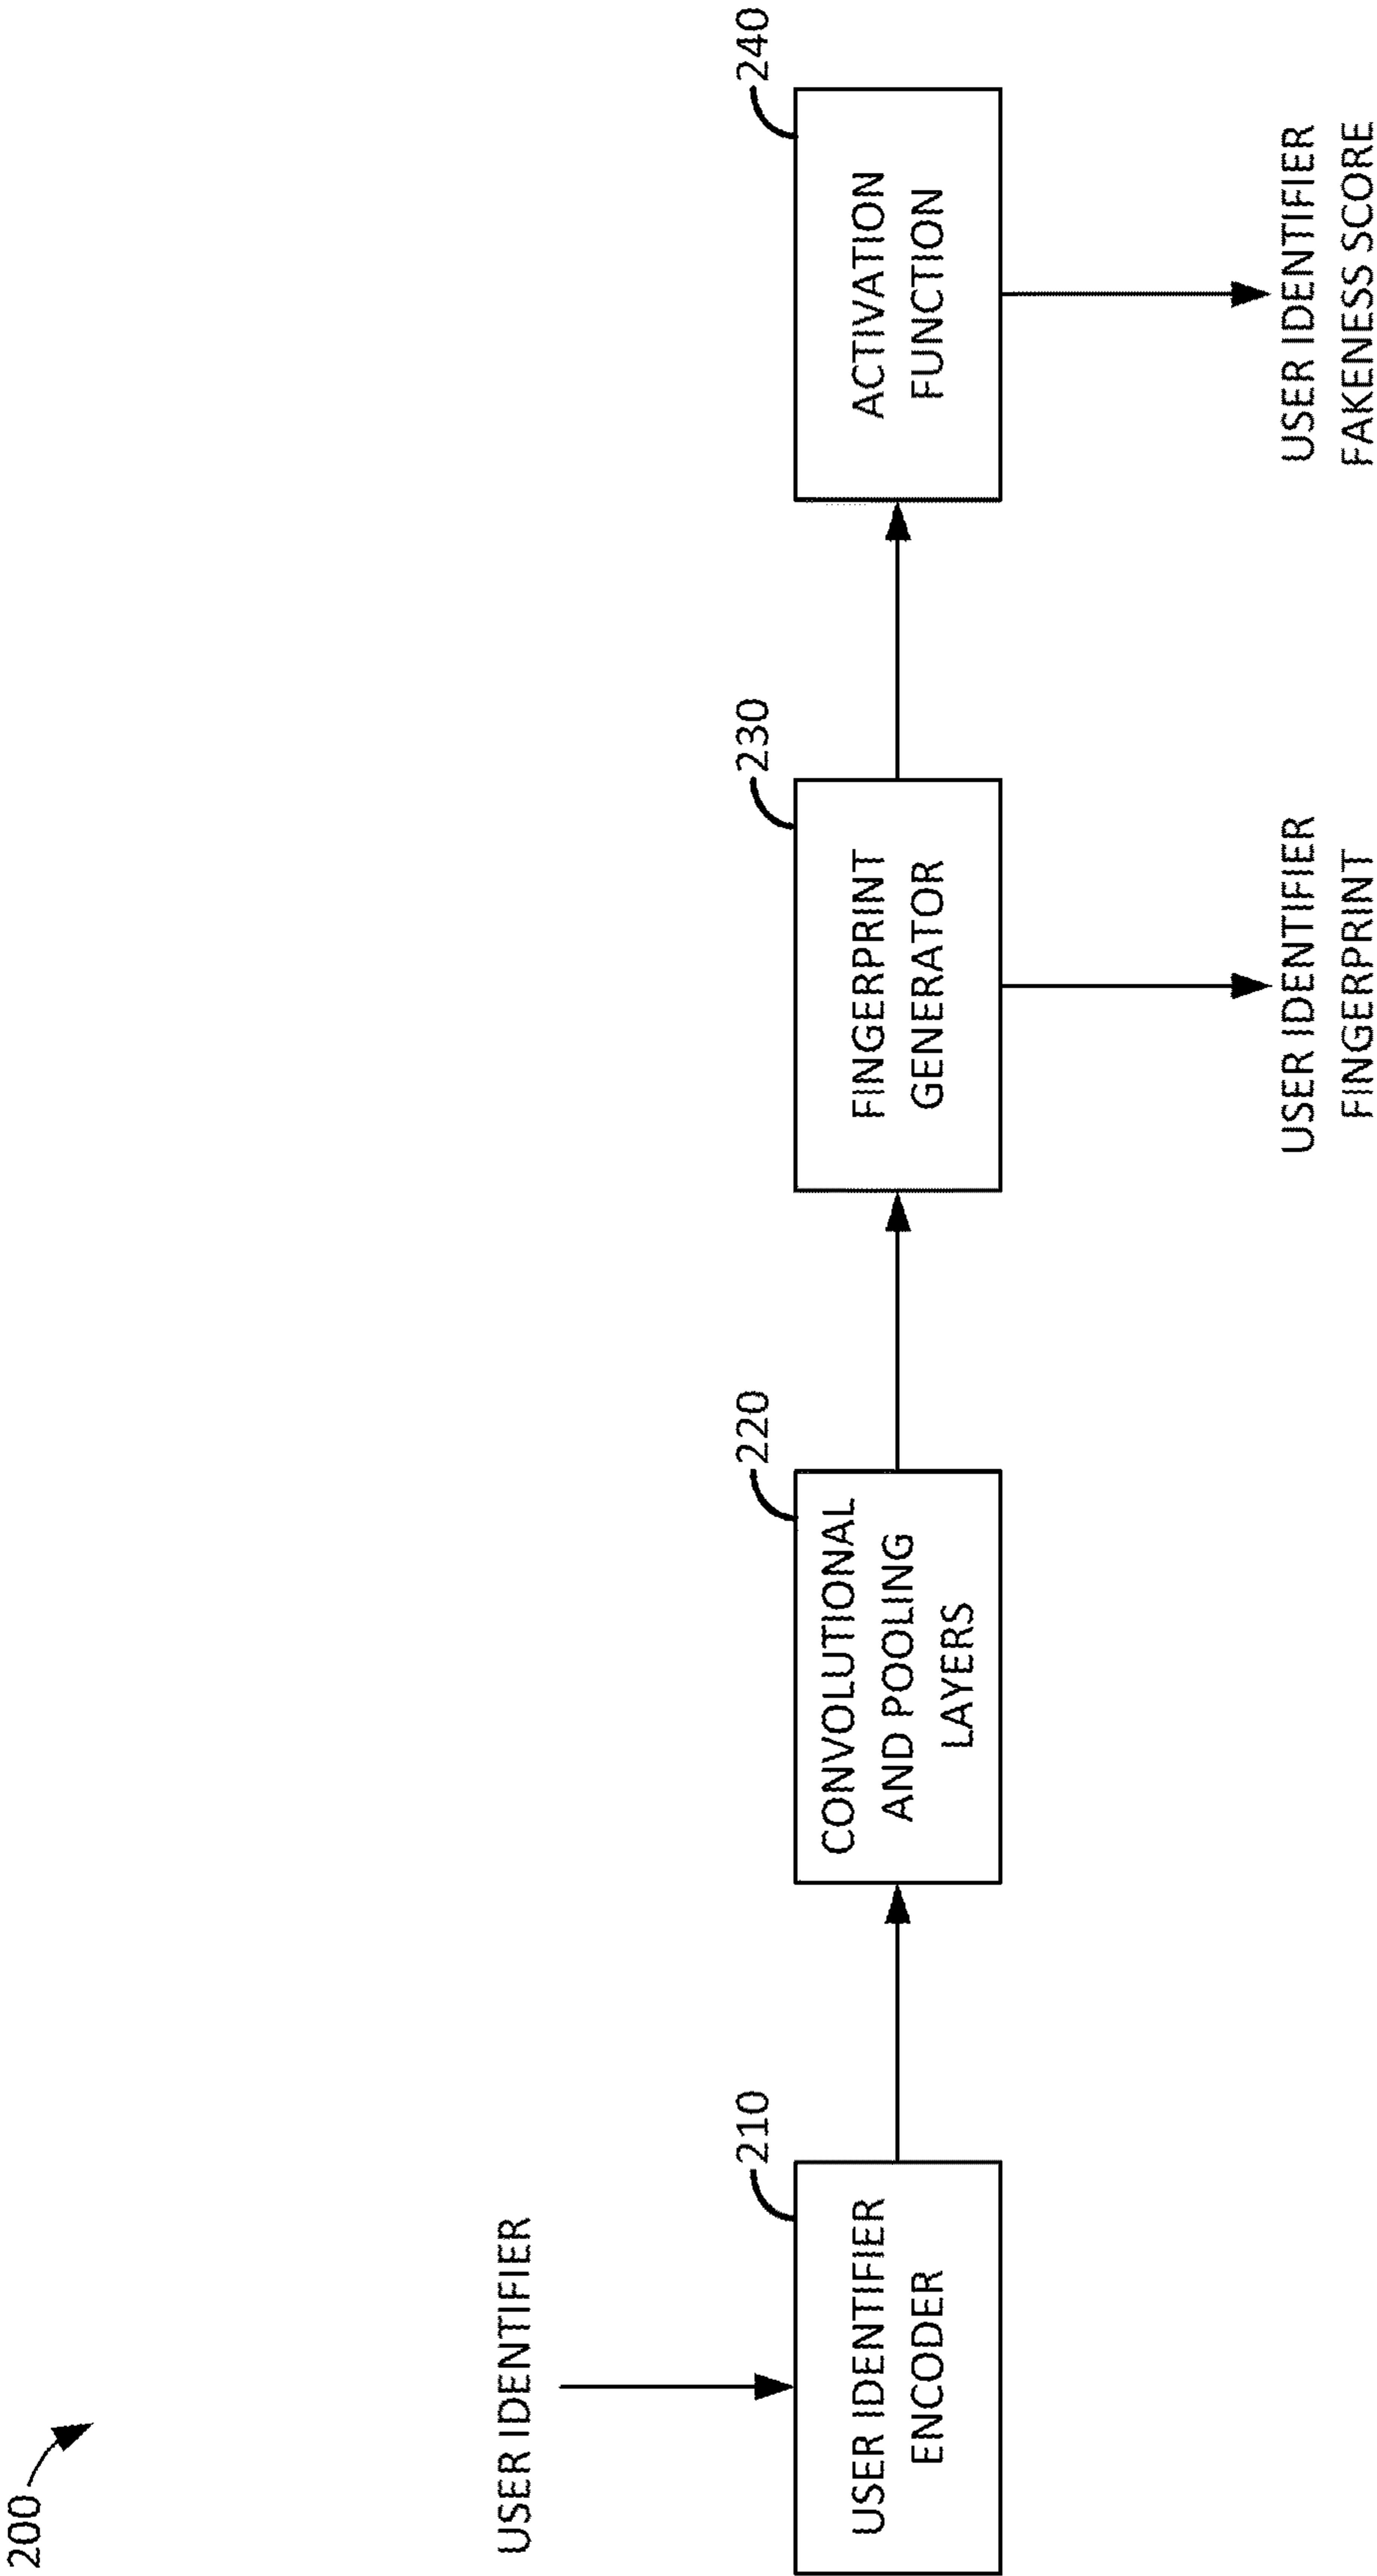 200
USER IDENTIFIER
210
USER IDENTIFIER
ENCODER
220
CONVOLUTIONAL
AND POOLING
LAYERS
230
FINGERPRINT
GENERATOR
USER IDENTIFIER
FINGERPRINT
240
ACTIVATION
FUNCTION
USER IDENTIFIER
FAKENESS SCORE